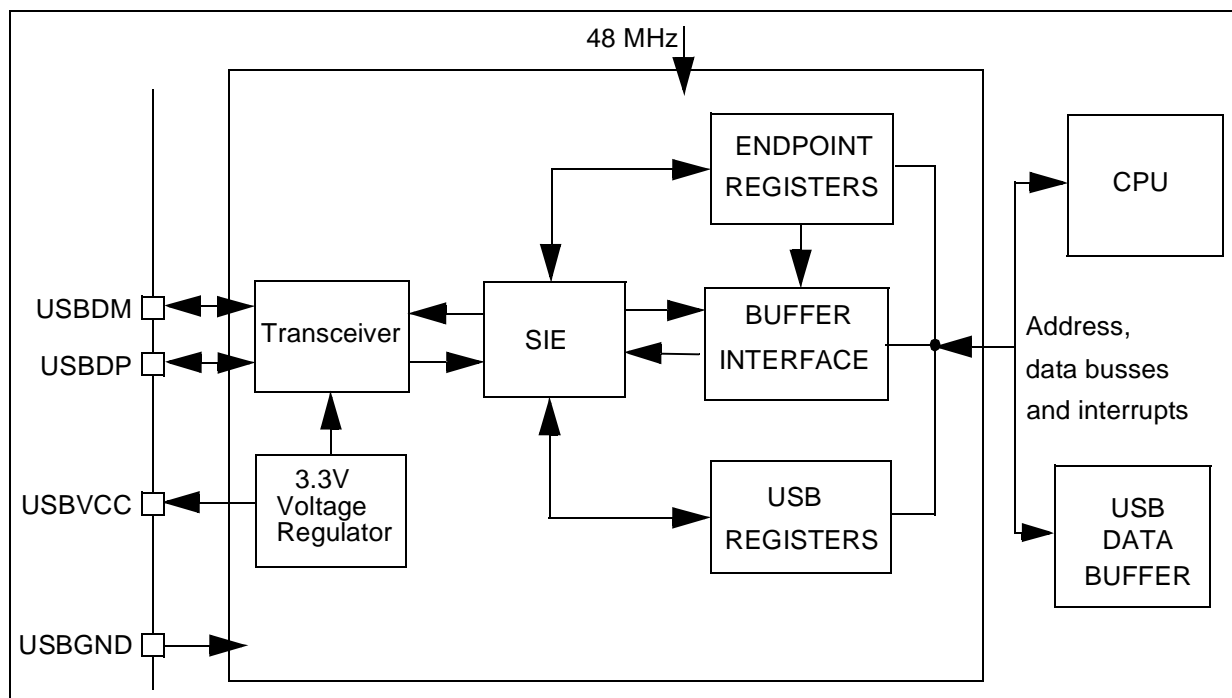 48 MHz
ENDPOINT
REGISTERS
CPU
USBDM
Transceiver
SIE
BUFFER
INTERFACE
Address,
data busses
and interrupts
USBDP
3.3V
Voltage
Regulator
USBVCC
USB
REGISTERS
USB
DATA
BUFFER
USBGND